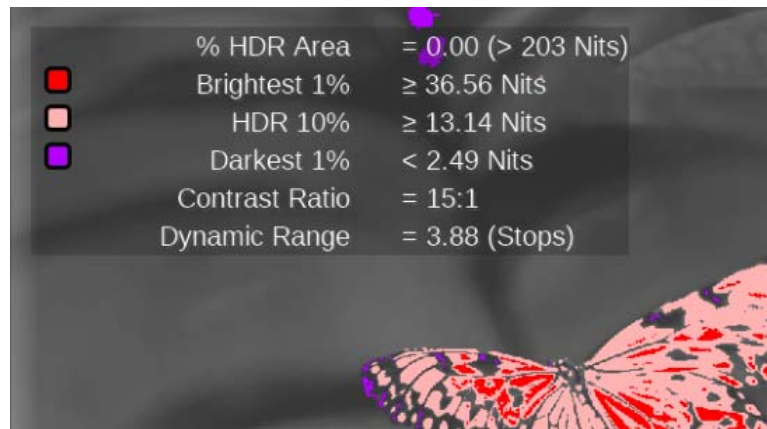 % HDR Area = 0.00 (> 203 Nits)
Brightest 1% ≥ 36.56 Nits
HDR 10% ≥ 13.14 Nits
Darkest 1% < 2.49 Nits
Contrast Ratio = 15:1
Dynamic Range = 3.88 (Stops)